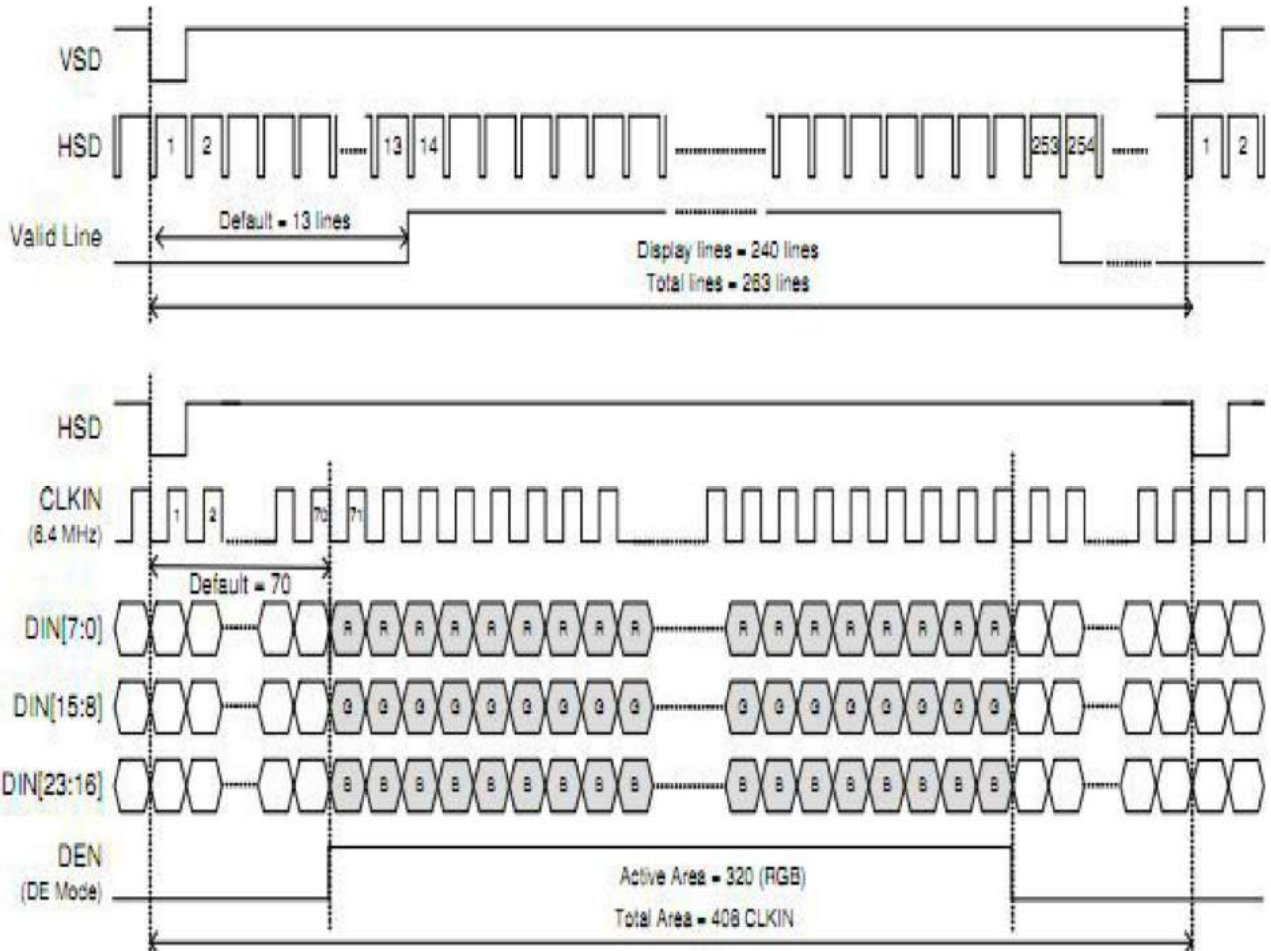 VSD
HSD 1 2 13 14 253 254 1 2
Valid Line
Default = 13 lines
Display lines = 240 lines
Total lines = 263 lines
HSD
CLKIN 1 2 70 71
(6.4 MHz)
Default = 70
DIN[7:0] R R R R R R R R R R R R R R R R R
DIN[15:8] G G G G G G G G G G G G G G G G G
DIN[23:16] B B B B B B B B B B B B B B B B B
DEN
(DE Mode)
Active Area = 320 (RGB)
Total Area = 408 CLKIN